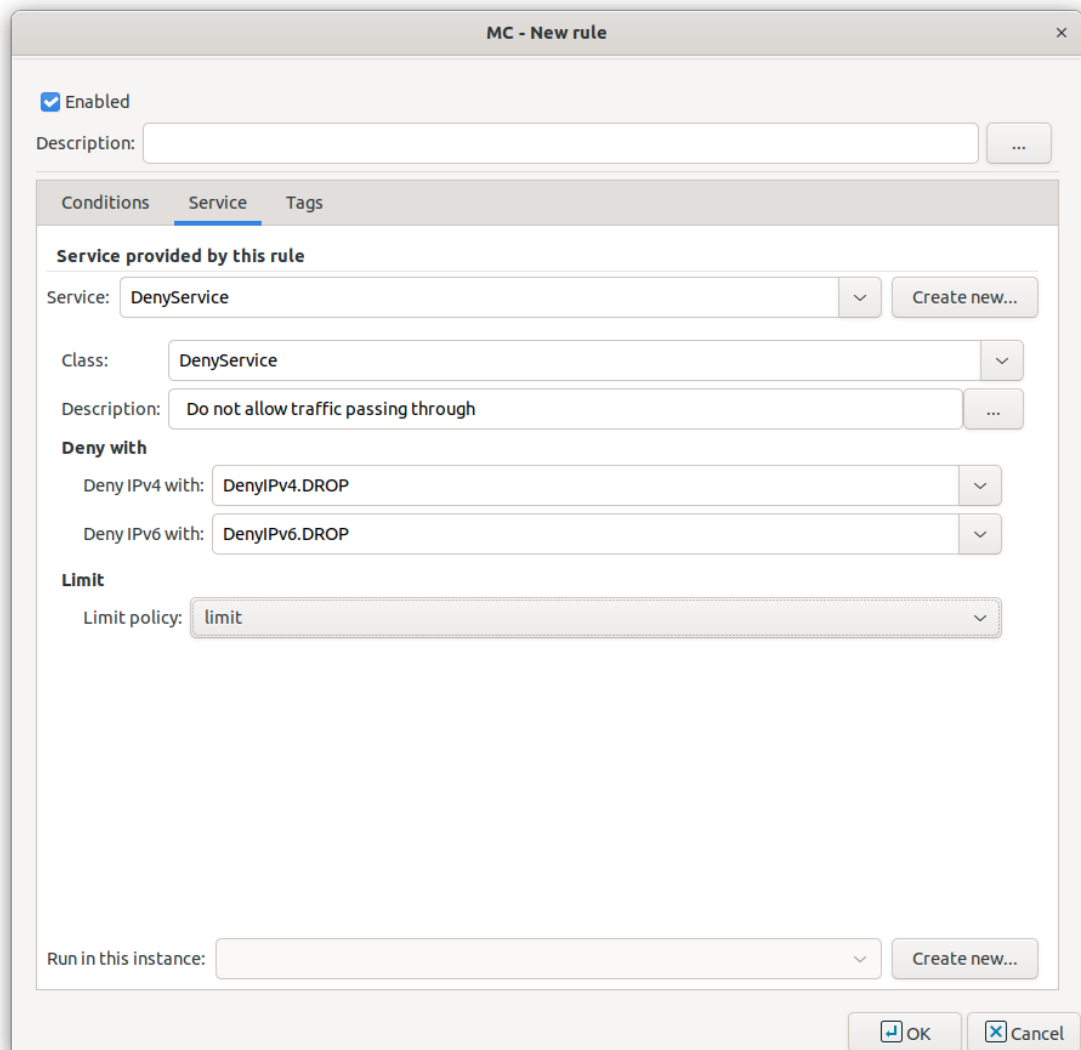 MC - New rule
Enabled
Description:
...
Conditions Service Tags
Service provided by this rule
Service: DenyService Create new...
Class: DenyService
Description: Do not allow traffic passing through ...
Deny with
Deny IPv4 with: DenyIPv4.DROP
Deny IPv6 with: DenyIPv6.DROP
Limit
Limit policy: limit
Run in this instance: Create new...
OK Cancel